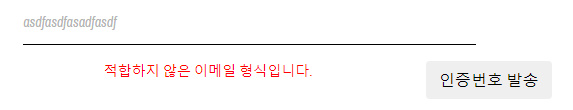 asdfasdfasadfasdf
적합하지 않은 이메일 형식입니다.
인증번호 발송